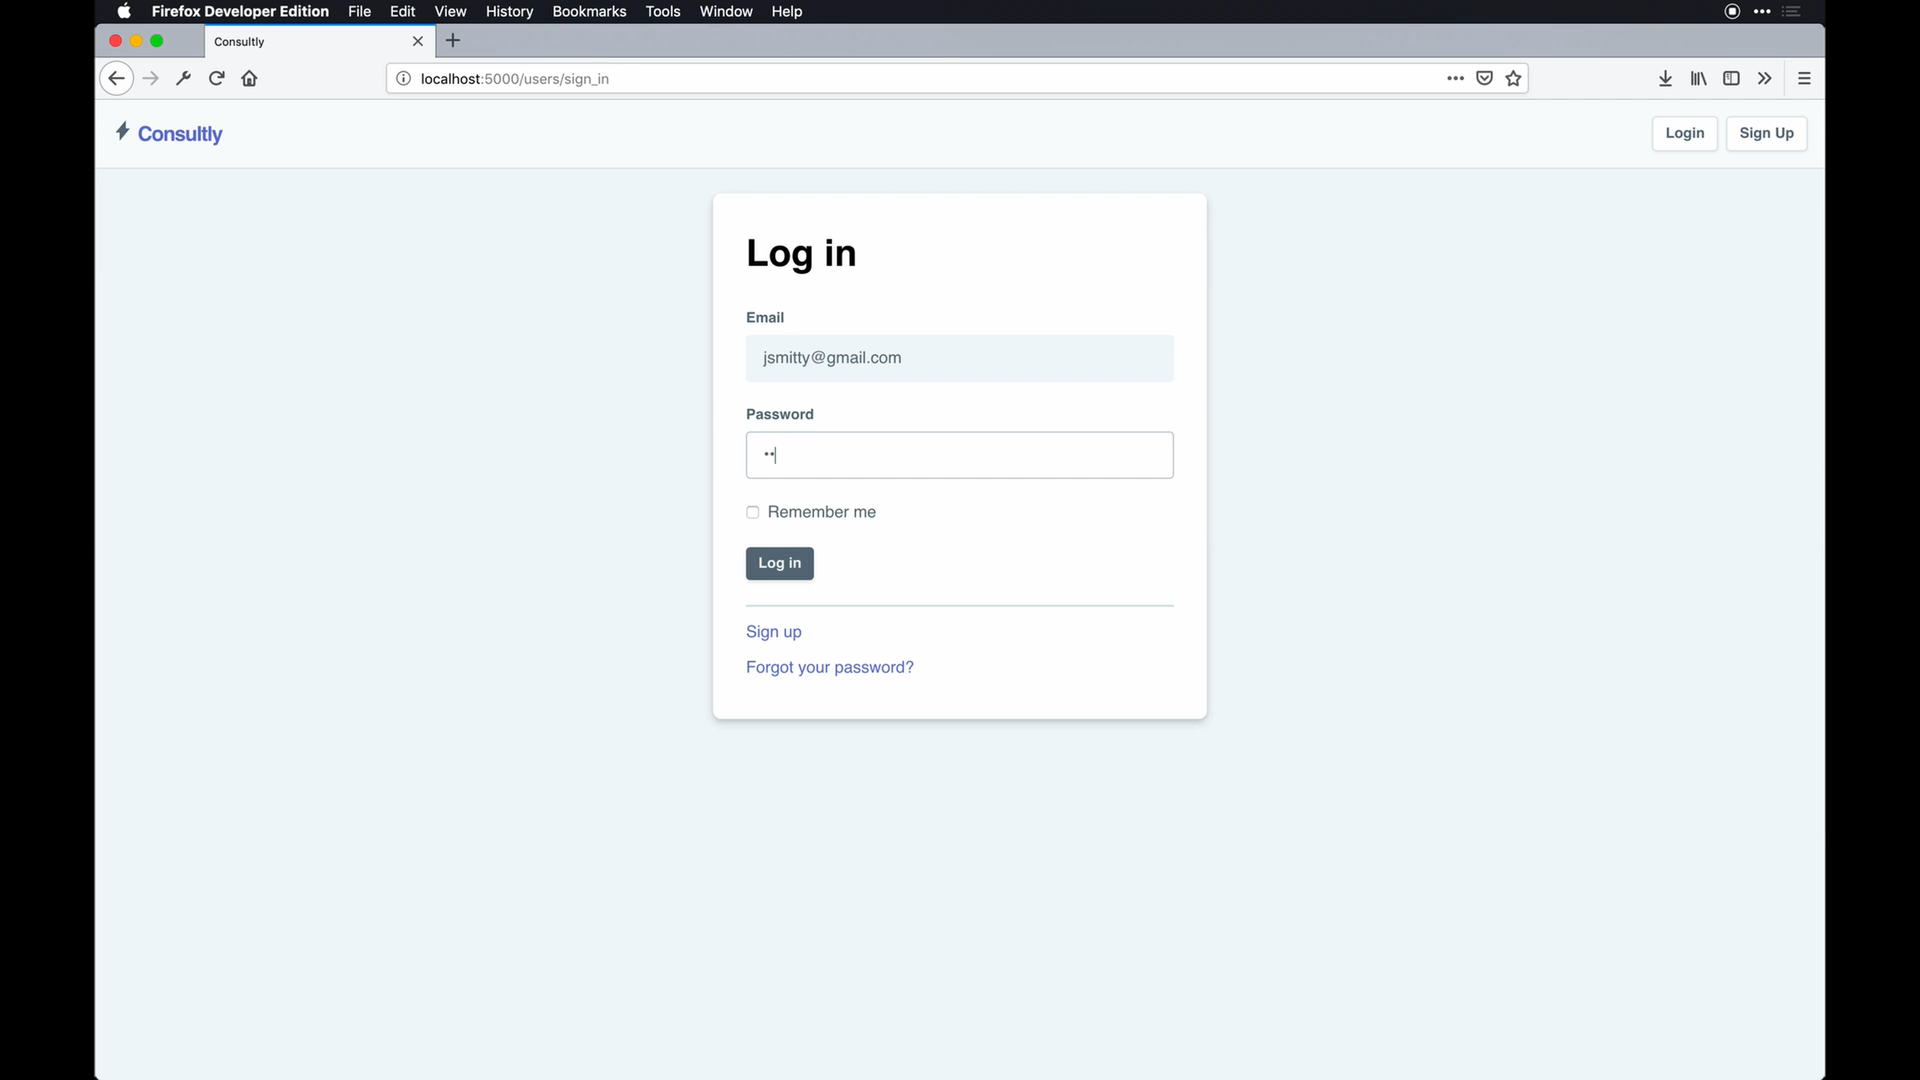 Firefox Developer Edition File Edit View History Bookmarks Tools Window Help
Consultly
localhost:5000/users/sign_in
Consultly
Login Sign Up
Log in
Email
jsmitty@gmail.com
Password
Remember me
Log in
Sign up
Forgot your password?